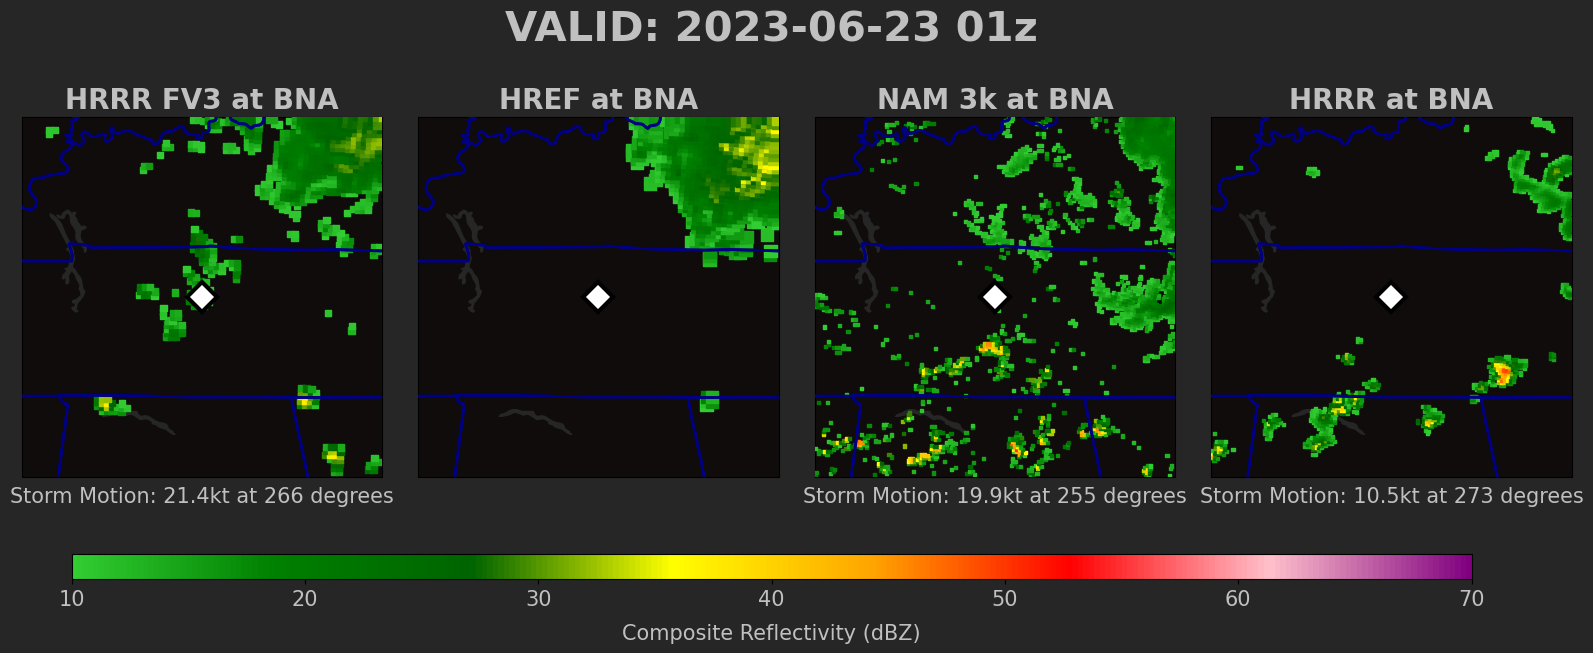 VALID: 2023-06-23 01z
HRRR FV3 at BNA
HREF at BNA
NAM 3k at BNA
HRRR at BNA
Storm Motion: 21.4kt at 266 degrees
Storm Motion: 19.9kt at 255 degrees
Storm Motion: 10.5kt at 273 degrees
10 20 30 40 50 60 70
Composite Reflectivity (dBZ)